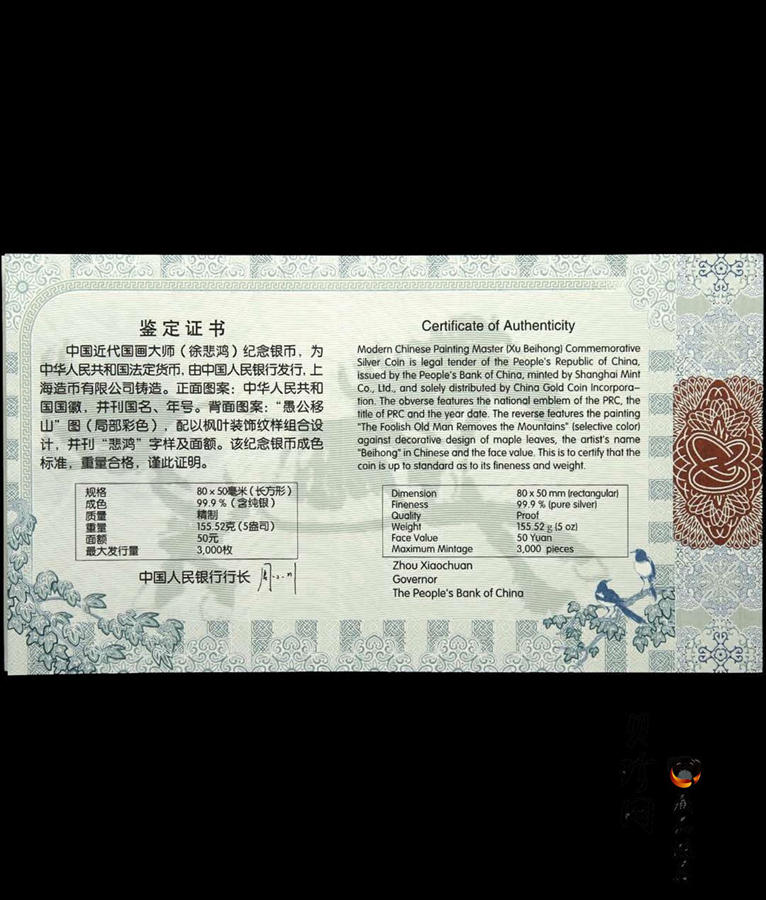 鉴定证书
中国近代国画大师（徐悲鸿）纪念银币，为
中华人民共和国法定货币，由中国人民银行发行，上
海造币有限公司铸造。正面图案：中华人民共和
国国徽，并刊国名、年号。背面图案：“愚公移
山”图（局部彩色），配以枫叶装饰纹样组合设
计，并刊“悲鸿”字样及面额。该纪念银币成色
标准，重量合格，谨此证明。
规格 80×50毫米（长方形）
成色 99.9%（含纯银）
质量 精制
重量 155.52克（5盎司）
面额 50元
最大发行量 3,000枚
中国人民银行行长
Certificate of Authenticity
Modern Chinese Painting Master (Xu Beihong) Commemorative
Silver Coin is legal tender of the People's Republic of China,
issued by the People's Bank of China, minted by Shanghai Mint
Co., Ltd., and solely distributed by China Gold Coin Incorpora-
tion. The obverse features the national emblem of the PRC, the
title of PRC and the year date. The reverse features the painting
"The Foolish Old Man Removes the Mountains" (selective color)
against decorative design of maple leaves, the artist's name
"Beihong" in Chinese and the face value. This is to certify that the
coin is up to standard as to its fineness and weight.
Dimension 80 x 50 mm (rectangular)
Fineness 99.9% (pure silver)
Quality Proof
Weight 155.52 g (5 oz)
Face Value 50 Yuan
Maximum Mintage 3,000 pieces
Zhou Xiaochuan
Governor
The People's Bank of China